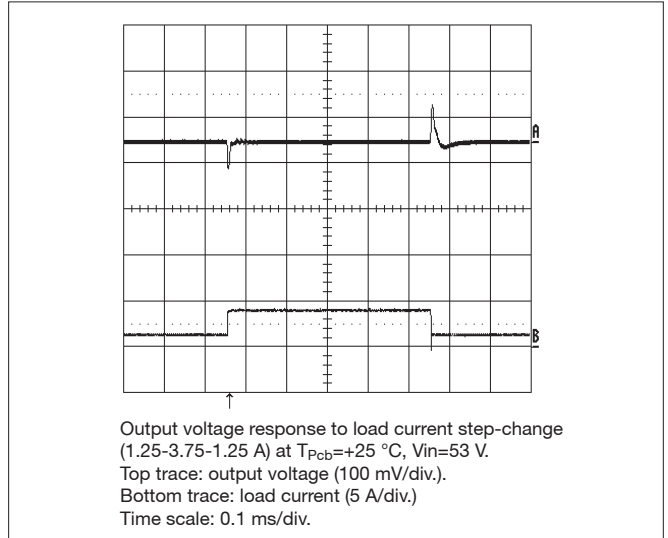 A
B
Output voltage response to load current step-change
(1.25-3.75-1.25 A) at TPcb=+25 °C, Vin=53 V.
Top trace: output voltage (100 mV/div.).
Bottom trace: load current (5 A/div.)
Time scale: 0.1 ms/div.